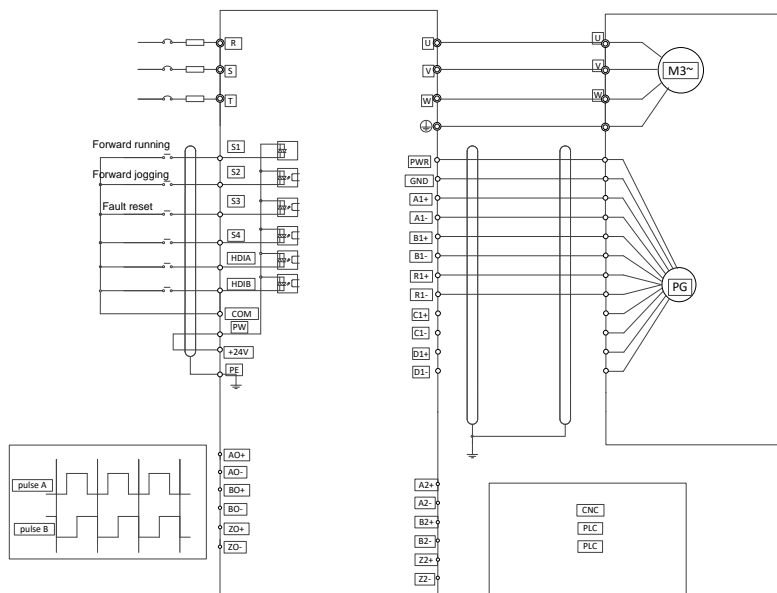 R
S
T
U
V
W
U
V
W
M3~
Forward running
S1
Forward jogging
S2
Fault reset
S3
S4
HDIA
HDIB
COM
PW
+24V
PE
PWR
GND
A1+
A1-
B1+
B1-
R1+
R1-
C1+
C1-
D1+
D1-
PG
pulse A
pulse B
AO+
AO-
BO+
BO-
ZO+
ZO-
A2+
A2-
B2+
B2-
Z2+
Z2-
CNC
PLC
PLC